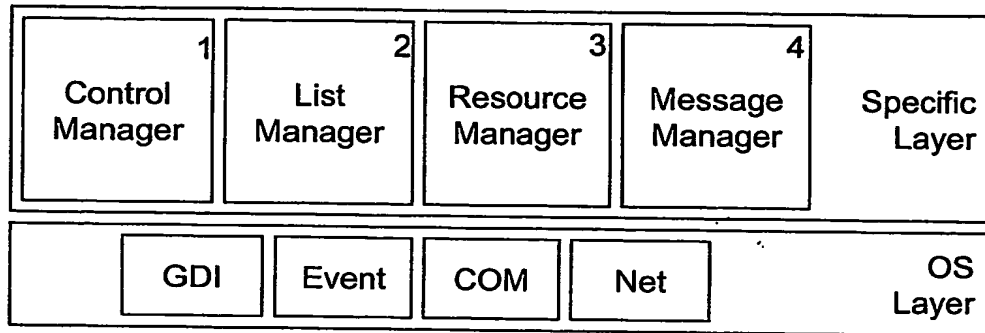 1
Control
Manager
2
List
Manager
3
Resource
Manager
4
Message
Manager
Specific
Layer
GDI
Event
COM
Net
OS
Layer